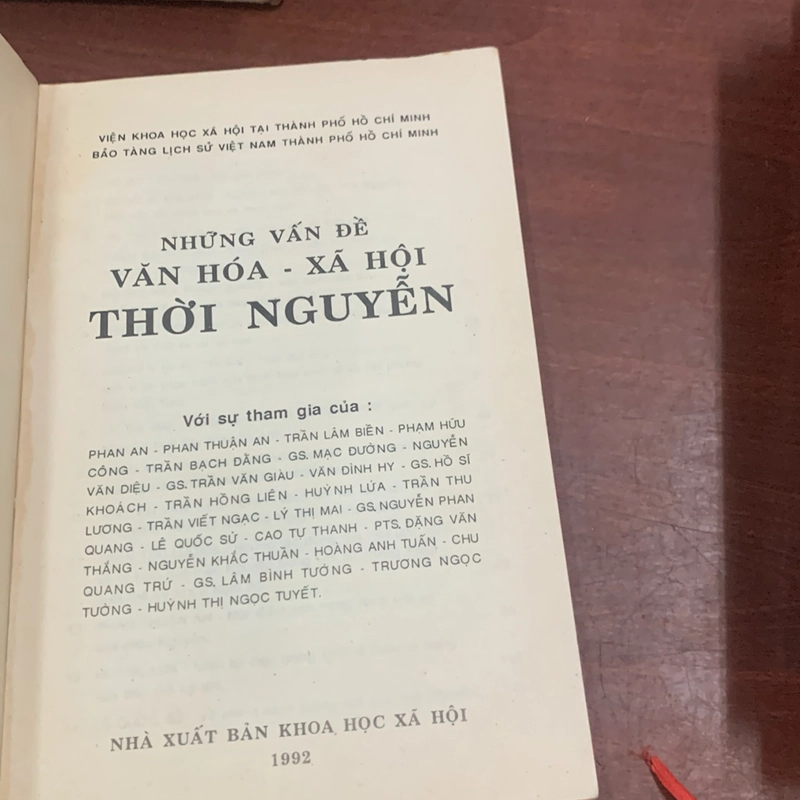 VIỆN KHOA HỌC XÃ HỘI TẠI THÀNH PHỐ HỒ CHÍ MINH
BẢO TÀNG LỊCH SỬ VIỆT NAM THÀNH PHỐ HỒ CHÍ MINH
NHỮNG VẤN ĐỀ
VĂN HÓA - XÃ HỘI
THỜI NGUYỄN
Với sự tham gia của :
PHAN AN - PHAN THUẬN AN - TRẦN LÂM BIỀN - PHẠM HỮU
CÔNG - TRẦN BẠCH ĐẰNG - GS. MẠC DƯỜNG - NGUYỄN
VĂN DIỆU - GS. TRẦN VĂN GIÀU - VĂN ĐÌNH HY - GS. HỒ SĨ
KHOÁCH - TRẦN HỒNG LIÊN - HUỲNH LỨA - TRẦN THU
LƯƠNG - TRẦN VIẾT NGẠC - LÝ THỊ MAI - GS. NGUYỄN PHAN
QUANG - LÊ QUỐC SỬ - CAO TỰ THANH - PTS. ĐẶNG VĂN
THẮNG - NGUYỄN KHẮC THUẦN - HOÀNG ANH TUẤN - CHU
QUANG TRỨ - GS. LÂM BÌNH TƯỜNG - TRƯƠNG NGỌC
TƯỜNG - HUỲNH THỊ NGỌC TUYẾT.
NHÀ XUẤT BẢN KHOA HỌC XÃ HỘI
1992